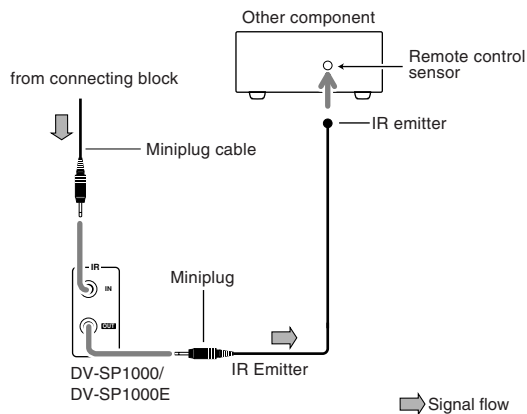 Other component
Remote control
sensor
from connecting block
IR emitter
Miniplug cable
IR
IN
OUT
Miniplug
IR Emitter
DV-SP1000/
DV-SP1000E
Signal flow